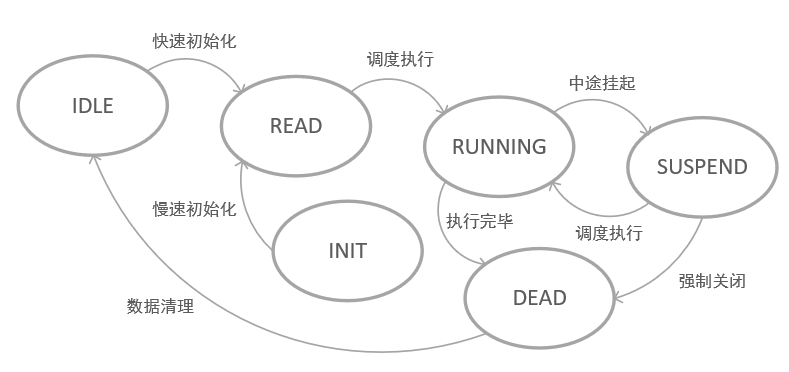 快速初始化
IDLE
调度执行
READ
中途挂起
RUNNING
SUSPEND
慢速初始化
执行完毕
调度执行
INIT
强制关闭
DEAD
数据清理